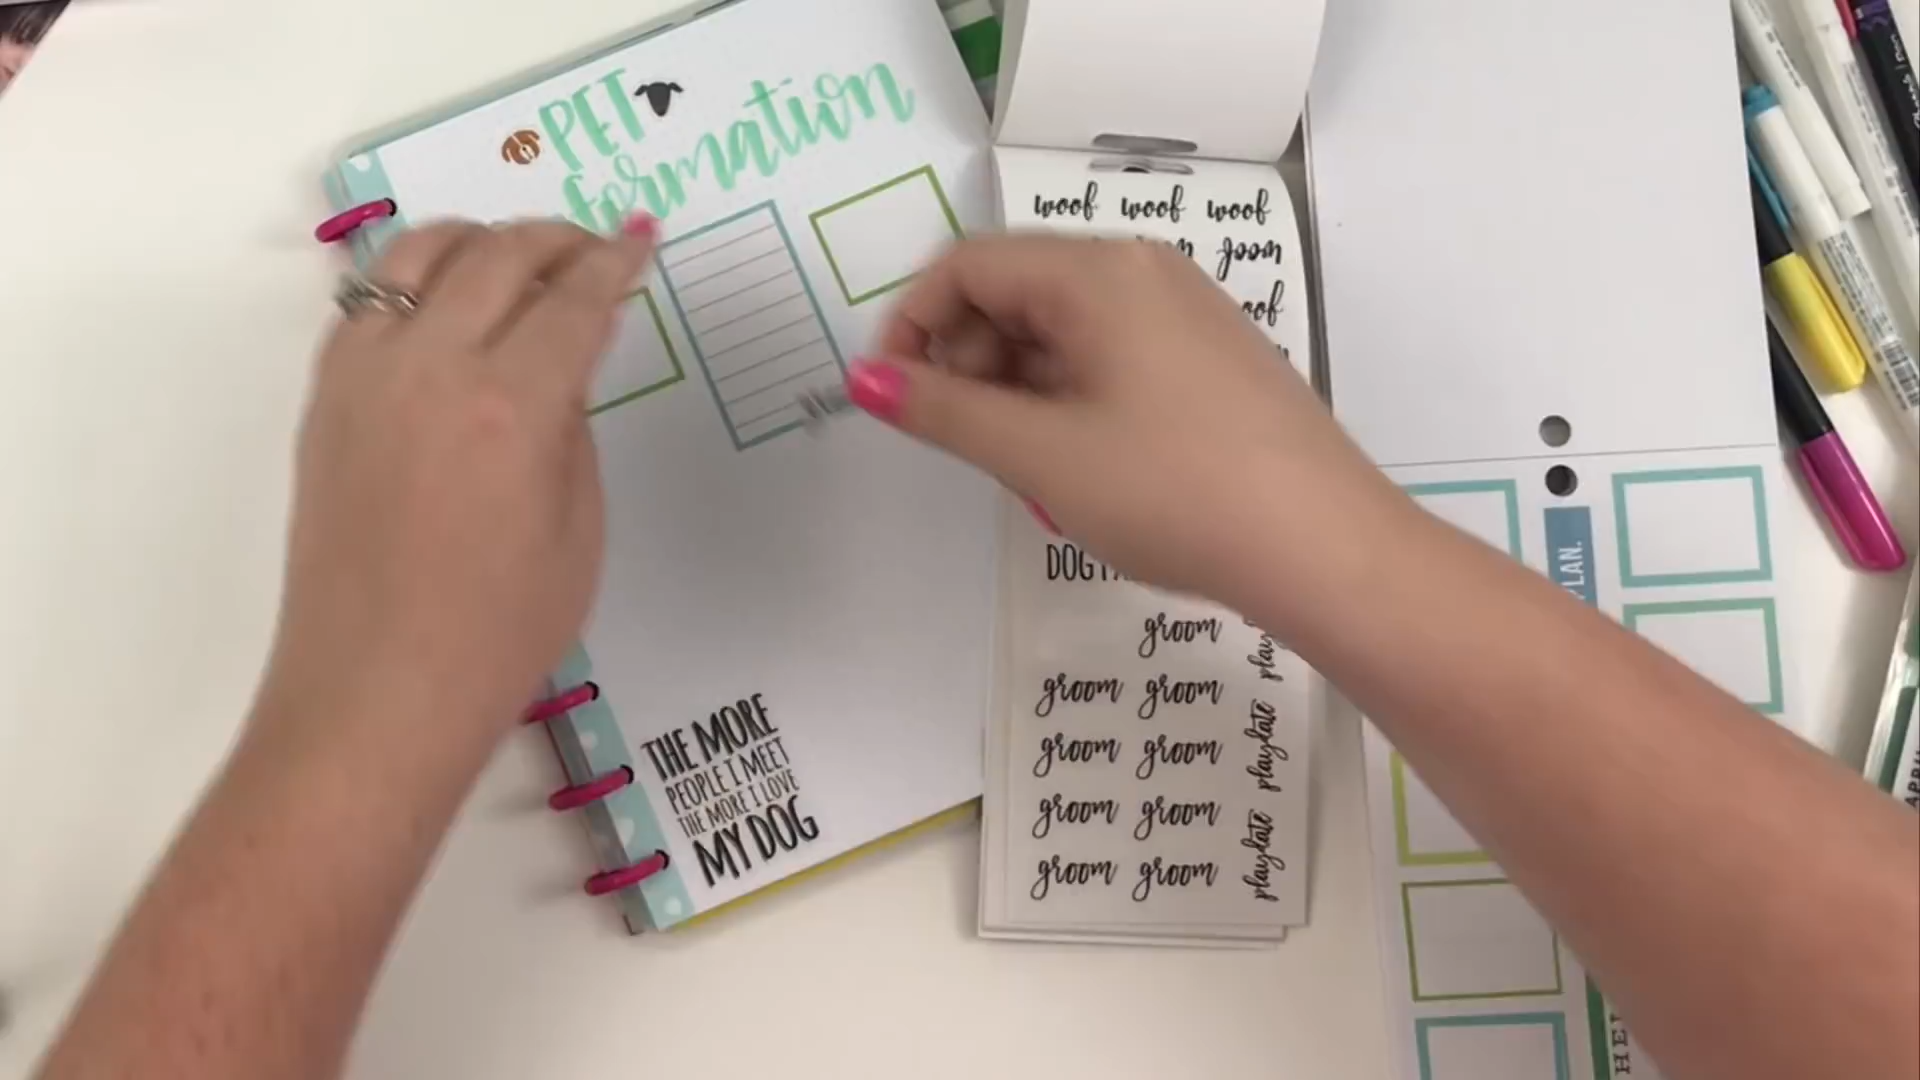 PET
formation
THE MORE
PEOPLE I MEET
THE MORE I LOVE
MY DOG
woof woof woof
woof
groom
groom groom
groom groom
groom groom
groom groom
playdate
playdate
PLAN.